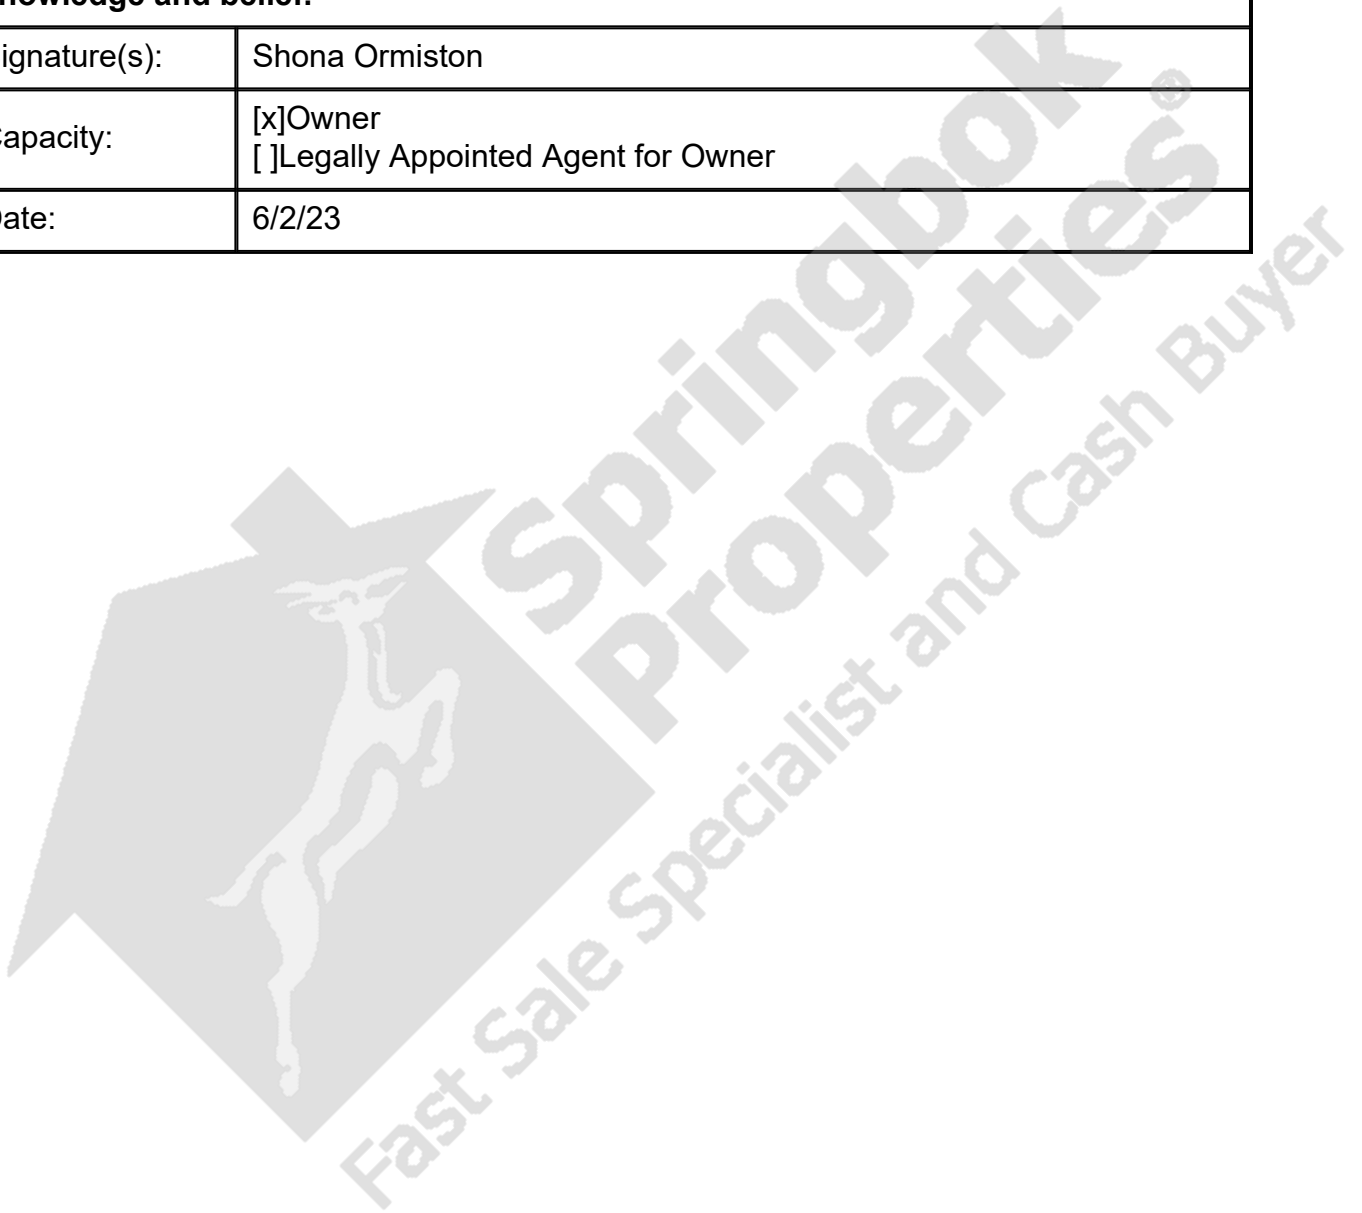 nowledge and belief.
ignature(s):
Shona Ormiston
apacity:
[x]Owner
[ ]Legally Appointed Agent for Owner
ate:
6/2/23
Springbok
Properties®
Fast Sale Specialist and Cash Buyer